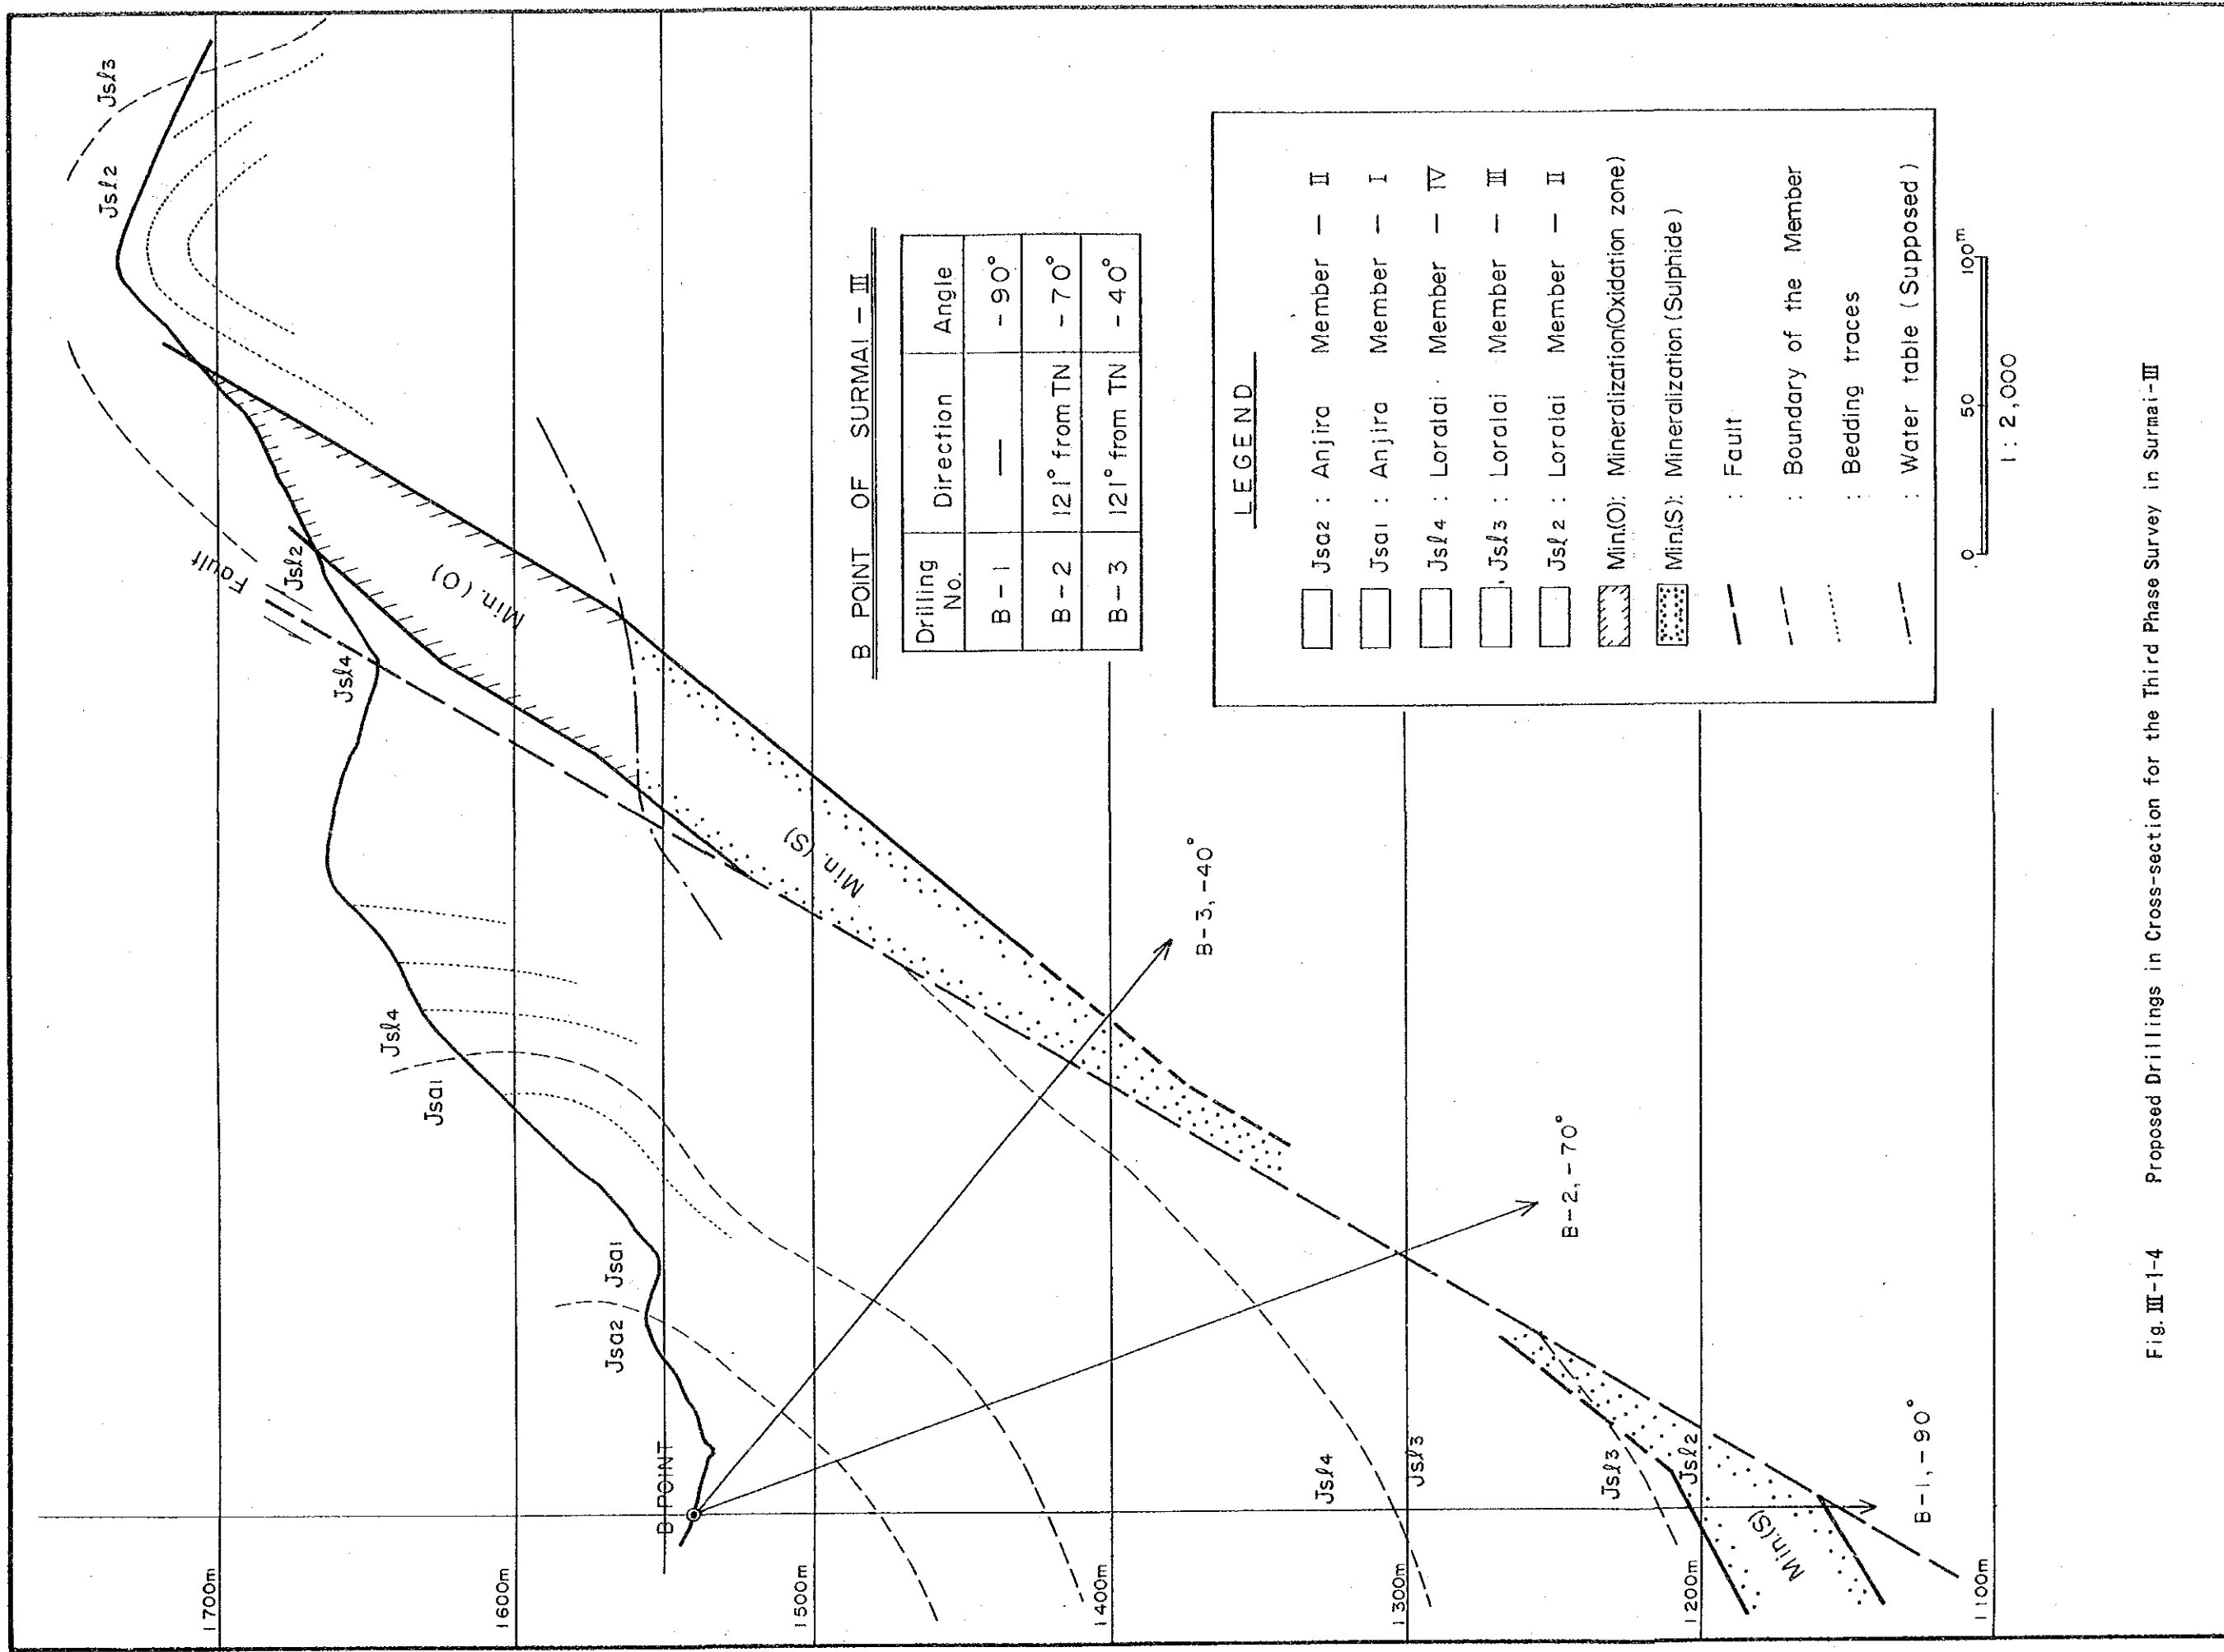 Jsl3
Jsl2
Fault
Jsl2
Jsl4
Min. (O)
Jsl4
Jsa1
Jsa1
Jsa2
B POINT
Min. (S)
B-3, -40°
B-2, -70°
B-1, -90°
Jsl4
Jsl3
Jsl3
Jsl2
Min.(S)
1700m
1600m
1500m
1400m
1300m
1200m
1100m
B POINT OF SURMAI - III
Drilling No. Direction Angle
B-1 — -90°
B-2 121° from TN -70°
B-3 121° from TN -40°
LEGEND
Jsa2 : Anjira Member — II
Jsa1 : Anjira Member — I
Jsl4 : Loralai Member — IV
Jsl3 : Loralai Member — III
Jsl2 : Loralai Member — II
Min.(O): Mineralization(Oxidation zone)
Min.(S): Mineralization (Sulphide)
: Fault
: Boundary of the Member
: Bedding traces
: Water table (Supposed)
0 50 100m
1 : 2,000
Fig. III-1-4 Proposed Drillings in Cross-section for the Third Phase Survey in Surmai-III